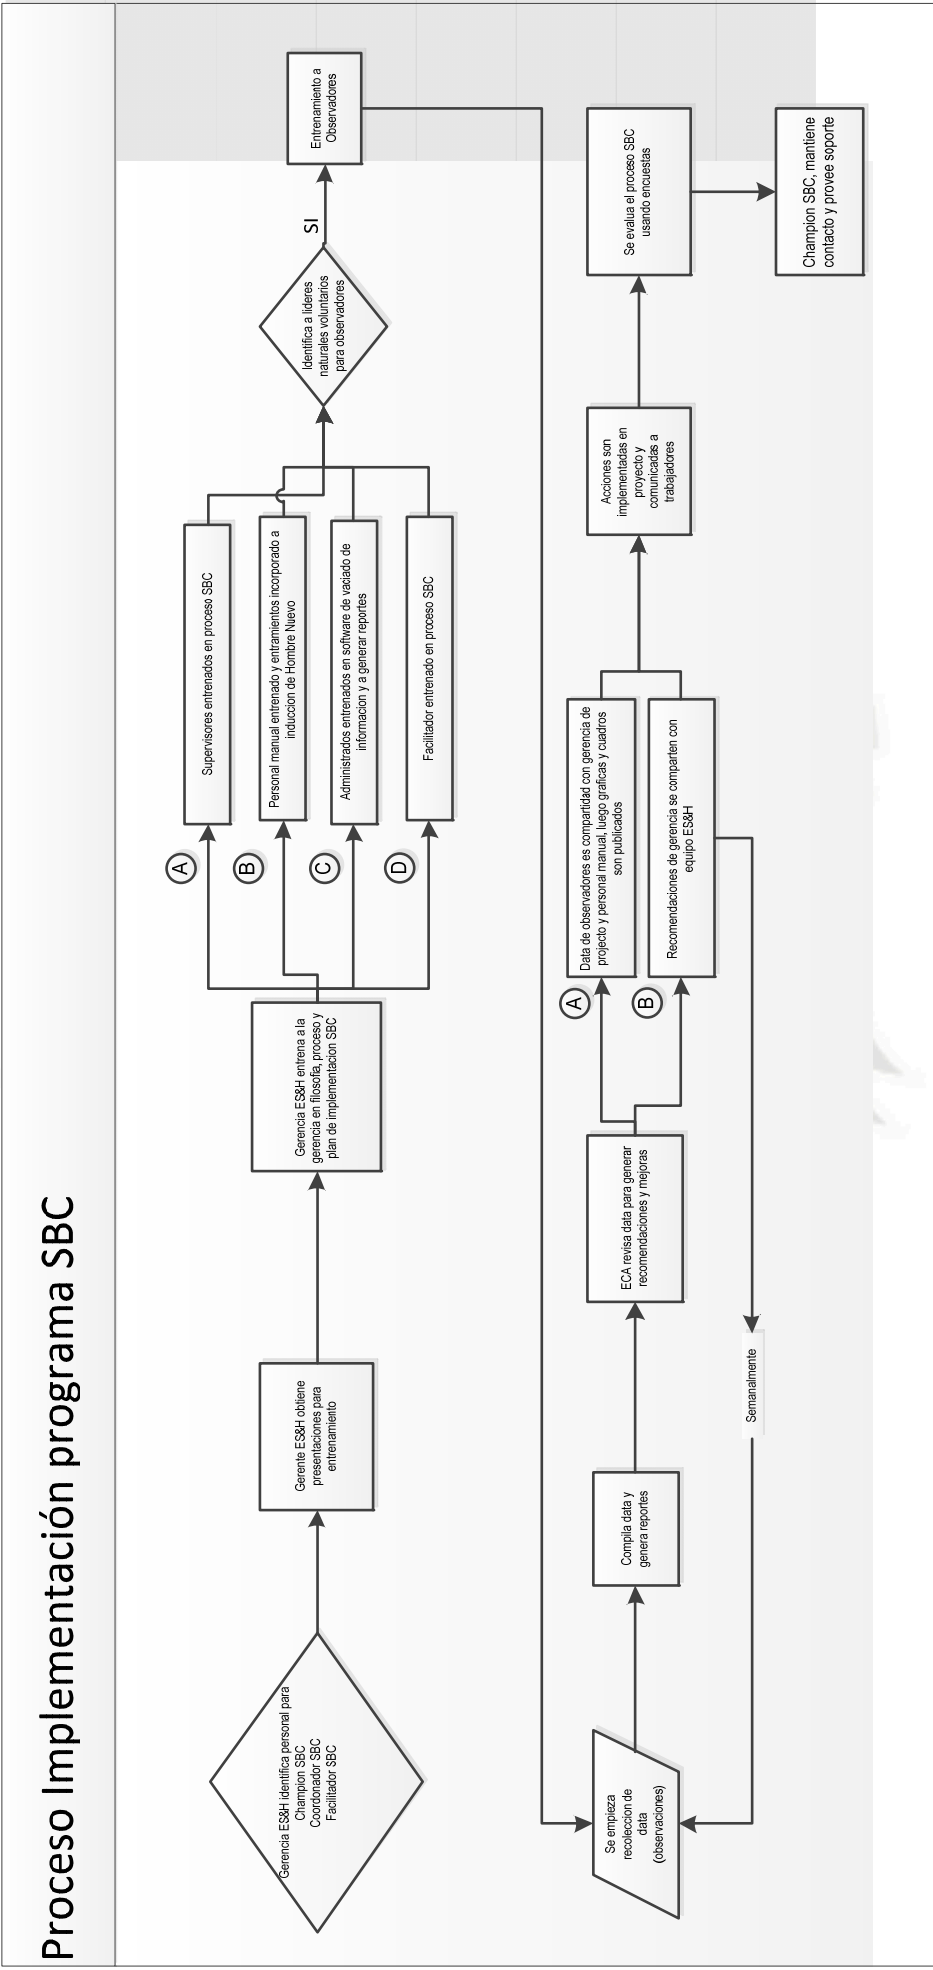 Proceso Implementación programa SBC
Gerencia ES&H identifica personal para
Champion SBC
Coordonador SBC
Facilitador SBC
Gerente ES&H obtiene
presentaciones para
entrenamiento
Gerencia ES&H entrena a la
gerencia en filosofia, proceso y
plan de implementacion SBC
A
Supervisores entrenados en proceso SBC
B
Personal manual entrenado y entramientos incorporado a
induccion de Hombre Nuevo
C
Administrados entrenados en software de vaciado de
informacion y a generar reportes
D
Facilitador entrenado en proceso SBC
Identifica a lideres
naturales voluntarios
para observadores
SI
Entrenamiento a
Observadores
Se empieza
recoleccion de
data
(observaciones)
Compila data y
genera reportes
ECA revisa data para generar
recomendaciones y mejoras
A
Data de observadores es compartidad con gerencia de
projecto y personal manual, luego graficas y cuadros
son publicados
B
Recomendaciones de gerencia se comparten con
equipo ES&H
Semanalmente
Acciones son
implementadas en
proyecto y
comunicadas a
trabajadores
Se evalua el proceso SBC
usando encuestas
Champion SBC, mantiene
contacto y provee soporte